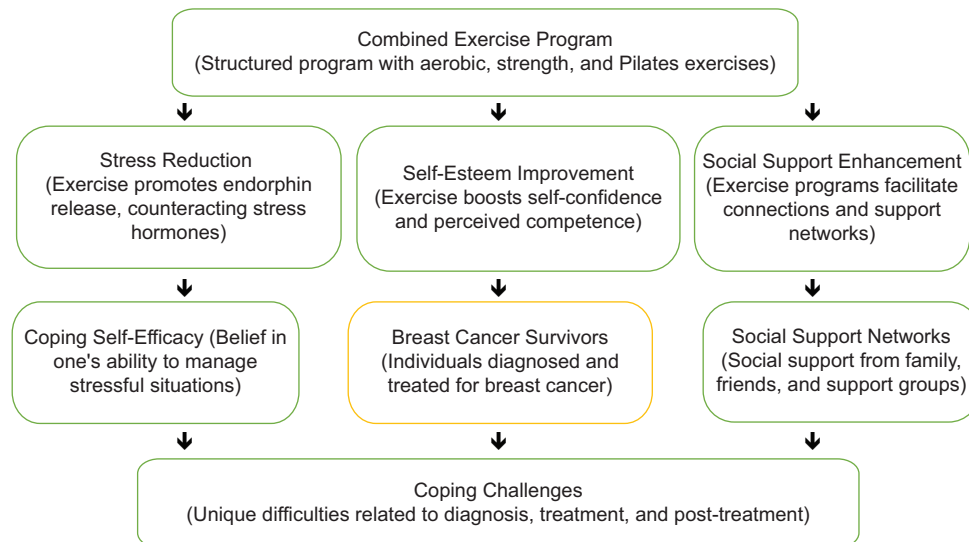 Combined Exercise Program
(Structured program with aerobic, strength, and Pilates exercises)
Stress Reduction
(Exercise promotes endorphin
release, counteracting stress
hormones)
Self-Esteem Improvement
(Exercise boosts self-confidence
and perceived competence)
Social Support Enhancement
(Exercise programs facilitate
connections and support
networks)
Coping Self-Efficacy (Belief in
one's ability to manage
stressful situations)
Breast Cancer Survivors
(Individuals diagnosed and
treated for breast cancer)
Social Support Networks
(Social support from family,
friends, and support groups)
Coping Challenges
(Unique difficulties related to diagnosis, treatment, and post-treatment)